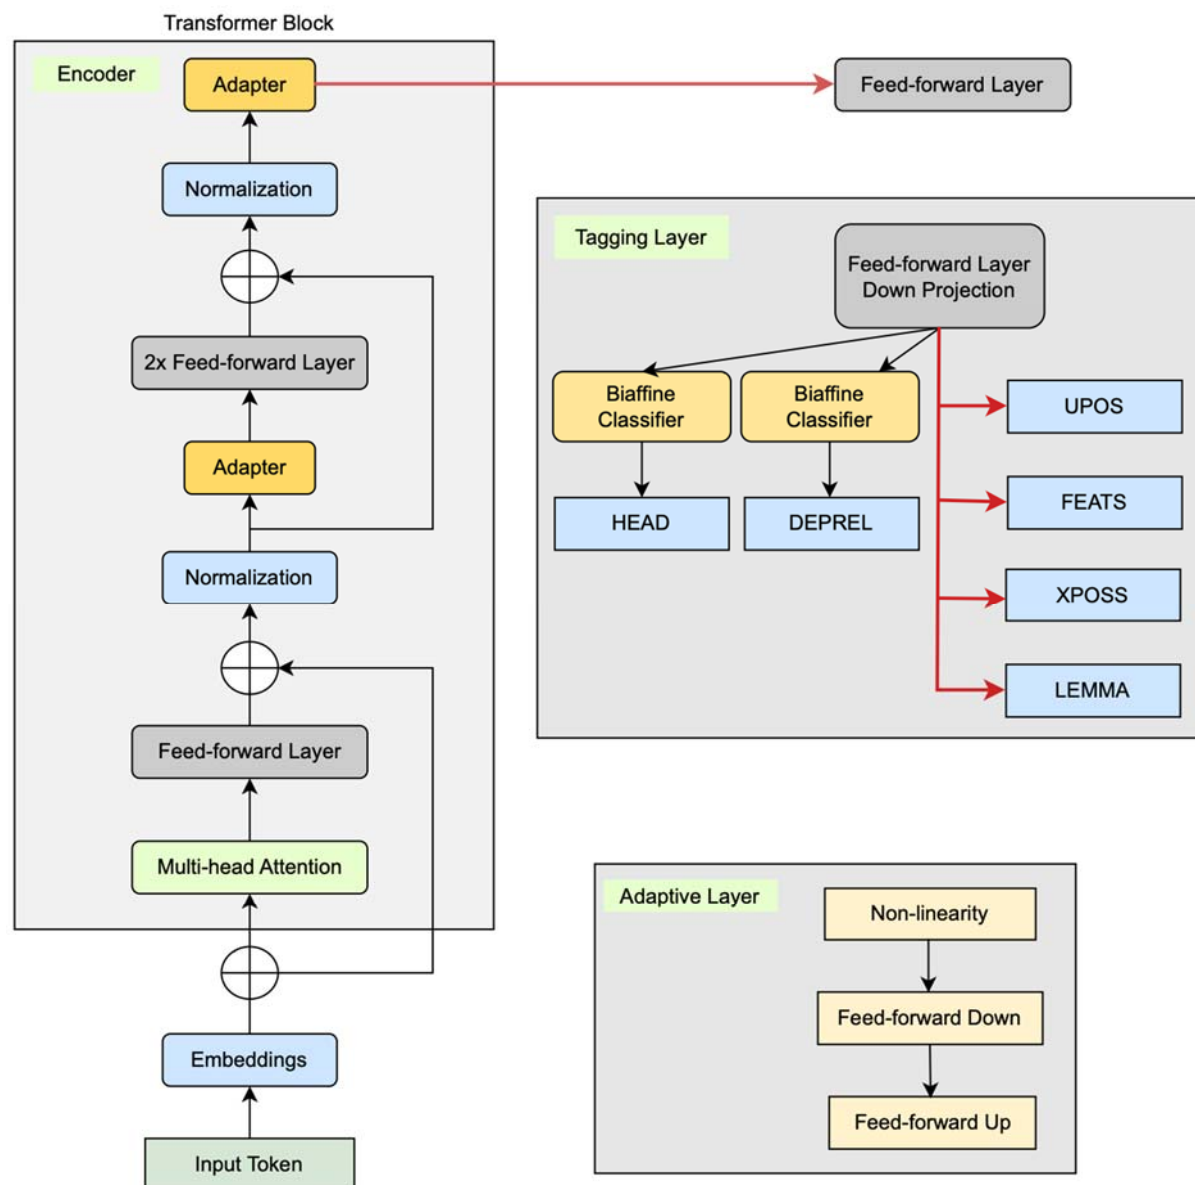 Transformer Block
Encoder
Adapter
Normalization
2x Feed-forward Layer
Adapter
Normalization
Feed-forward Layer
Multi-head Attention
Embeddings
Input Token
Feed-forward Layer
Tagging Layer
Feed-forward Layer
Down Projection
Biaffine
Classifier
Biaffine
Classifier
HEAD
DEPREL
UPOS
FEATS
XPOSS
LEMMA
Adaptive Layer
Non-linearity
Feed-forward Down
Feed-forward Up